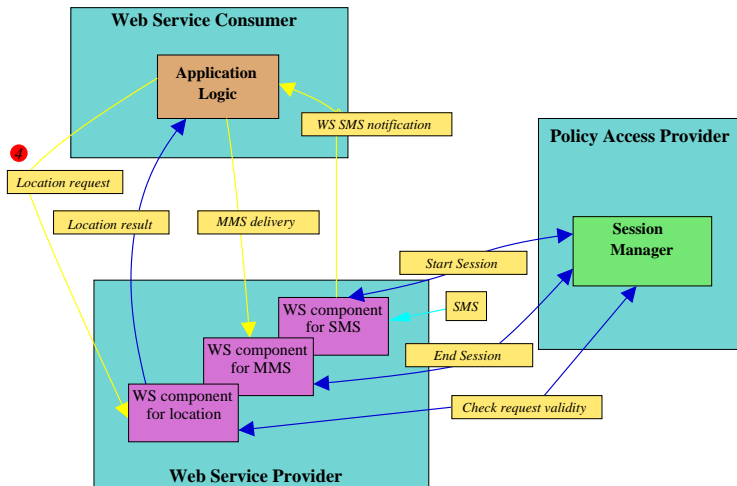 Web Service Consumer
Application
Logic
WS SMS notification
4
Policy Access Provider
Location request
Location result
MMS delivery
Session
Manager
Start Session
WS component
for SMS
SMS
WS component
for MMS
End Session
WS component
for location
Check request validity
Web Service Provider